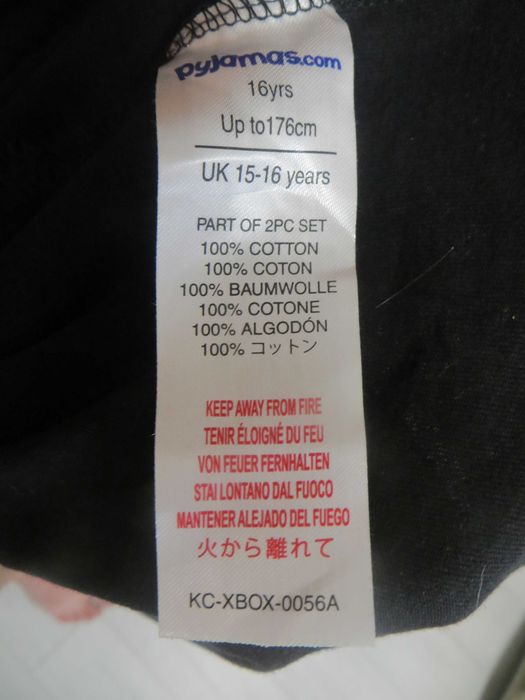 pyjamas.com
16yrs
Up to176cm
UK 15-16 years
PART OF 2PC SET
100% COTTON
100% COTON
100% BAUMWOLLE
100% COTONE
100% ALGODÓN
100% コットン
KEEP AWAY FROM FIRE
TENIR ÉLOIGNÉ DU FEU
VON FEUER FERNHALTEN
STAI LONTANO DAL FUOCO
MANTENER ALEJADO DEL FUEGO
火から離れて
KC-XBOX-0056A